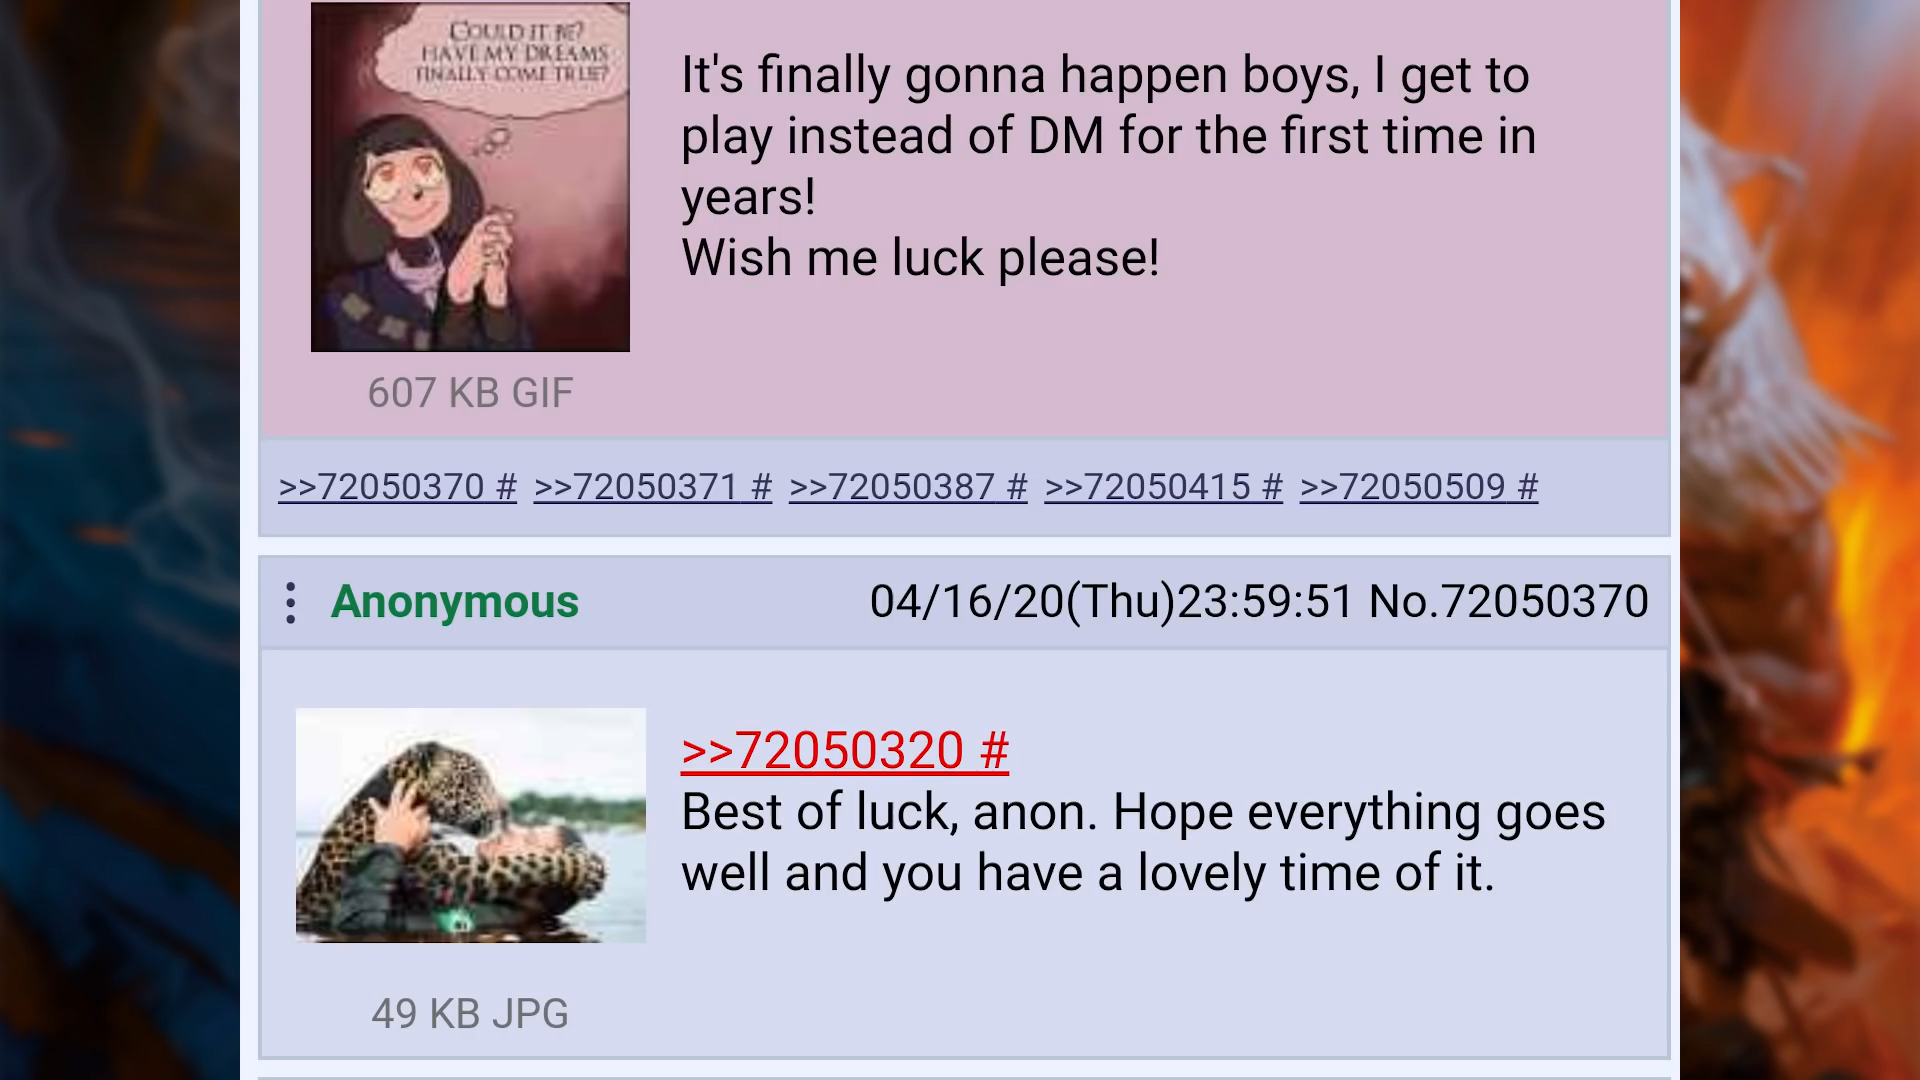 COULD IT BE?
HAVE MY DREAMS
FINALLY COME TRUE?
It's finally gonna happen boys, I get to
play instead of DM for the first time in
years!
Wish me luck please!
607 KB GIF
>>72050370 # >>72050371 # >>72050387 # >>72050415 # >>72050509 #
Anonymous 04/16/20(Thu)23:59:51 No.72050370
>>72050320 #
Best of luck, anon. Hope everything goes
well and you have a lovely time of it.
49 KB JPG